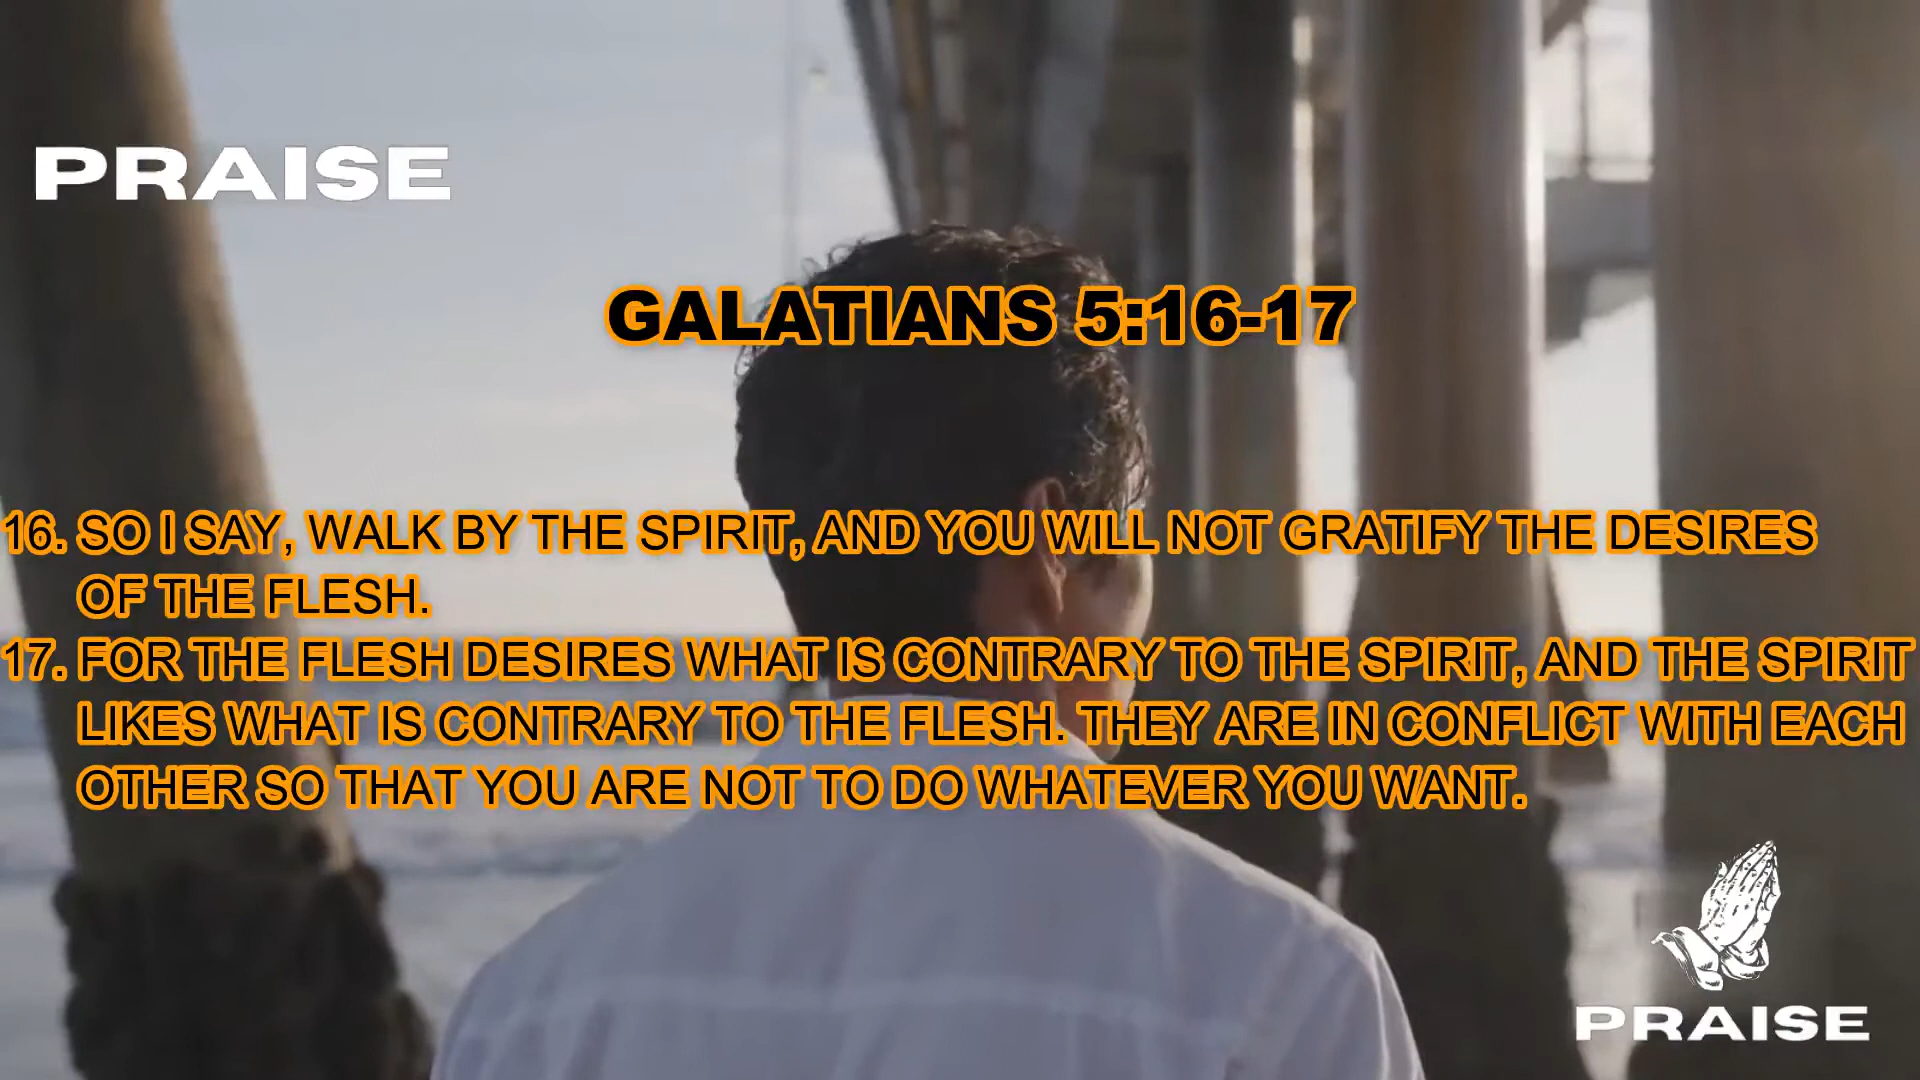 PRAISE
GALATIANS 5:16-17
16. SO I SAY, WALK BY THE SPIRIT, AND YOU WILL NOT GRATIFY THE DESIRES
OF THE FLESH.
17. FOR THE FLESH DESIRES WHAT IS CONTRARY TO THE SPIRIT, AND THE SPIRIT
LIKES WHAT IS CONTRARY TO THE FLESH. THEY ARE IN CONFLICT WITH EACH
OTHER SO THAT YOU ARE NOT TO DO WHATEVER YOU WANT.
PRAISE